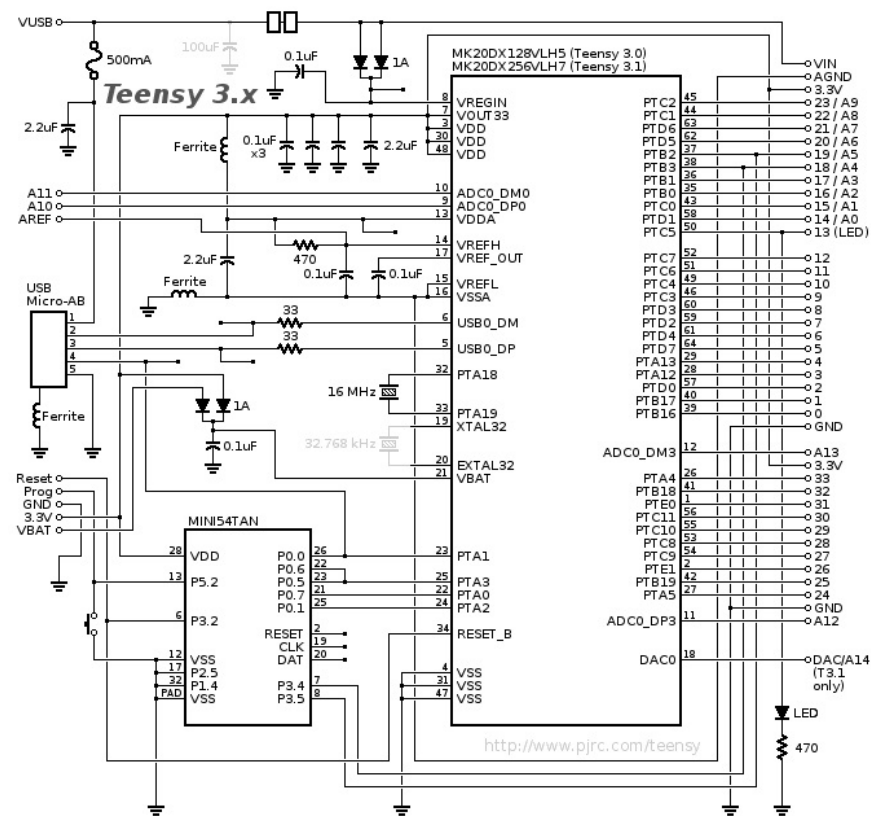 VUSB
100uF
500mA
Teensy 3.x
0.1uF
1A
MK20DX128VLH5 (Teensy 3.0)
MK20DX256VLH7 (Teensy 3.1)
2.2uF
Ferrite
0.1uF
x3
2.2uF
A11
A10
AREF
470
2.2uF
0.1uF
0.1uF
Ferrite
USB
Micro-AB
1
2
3
4
5
33
33
Ferrite
1A
0.1uF
16 MHz
32.768 kHz
Reset
Prog
GND
3.3V
VBAT
MINI54TAN
28 VDD
13 P5.2
6 P3.2
12 VSS
17 P2.5
32 P1.4
PAD VSS
P0.0 26
P0.6 22
P0.5 23
P0.7 21
P0.1 25
RESET 2
CLK 19
DAT 20
P3.4 7
P3.5 8
8 VREGIN
7 VOUT33
3 VDD
30 VDD
48 VDD
10 ADC0_DM0
9 ADC0_DP0
13 VDDA
14 VREFH
17 VREF_OUT
15 VREFL
16 VSSA
6 USB0_DM
5 USB0_DP
32 PTA18
33 PTA19
19 XTAL32
20 EXTAL32
21 VBAT
23 PTA1
25 PTA3
22 PTA0
24 PTA2
34 RESET_B
4 VSS
31 VSS
47 VSS
VIN
AGND
3.3V
PTC2 45 23 / A9
PTC1 44 22 / A8
PTD6 63 21 / A7
PTD5 62 20 / A6
PTB2 37 19 / A5
PTB3 38 18 / A4
PTB1 36 17 / A3
PTB0 35 16 / A2
PTC0 43 15 / A1
PTD1 58 14 / A0
PTC5 50 13 (LED)
PTC7 52 12
PTC6 51 11
PTC4 49 10
PTC3 46 9
PTD3 60 8
PTD2 59 7
PTD4 61 6
PTD7 64 5
PTA13 29 4
PTA12 28 3
PTD0 57 2
PTB17 40 1
PTB16 39 0
GND
ADC0_DM3 12 A13
3.3V
PTA4 26 33
PTB18 41 32
PTE0 1 31
PTC11 56 30
PTC10 55 29
PTC8 53 28
PTC9 54 27
PTE1 2 26
PTB19 42 25
PTA5 27 24
GND
ADC0_DP3 11 A12
DAC0 18 DAC/A14
(T3.1
only)
LED
470
http://www.pjrc.com/teensy